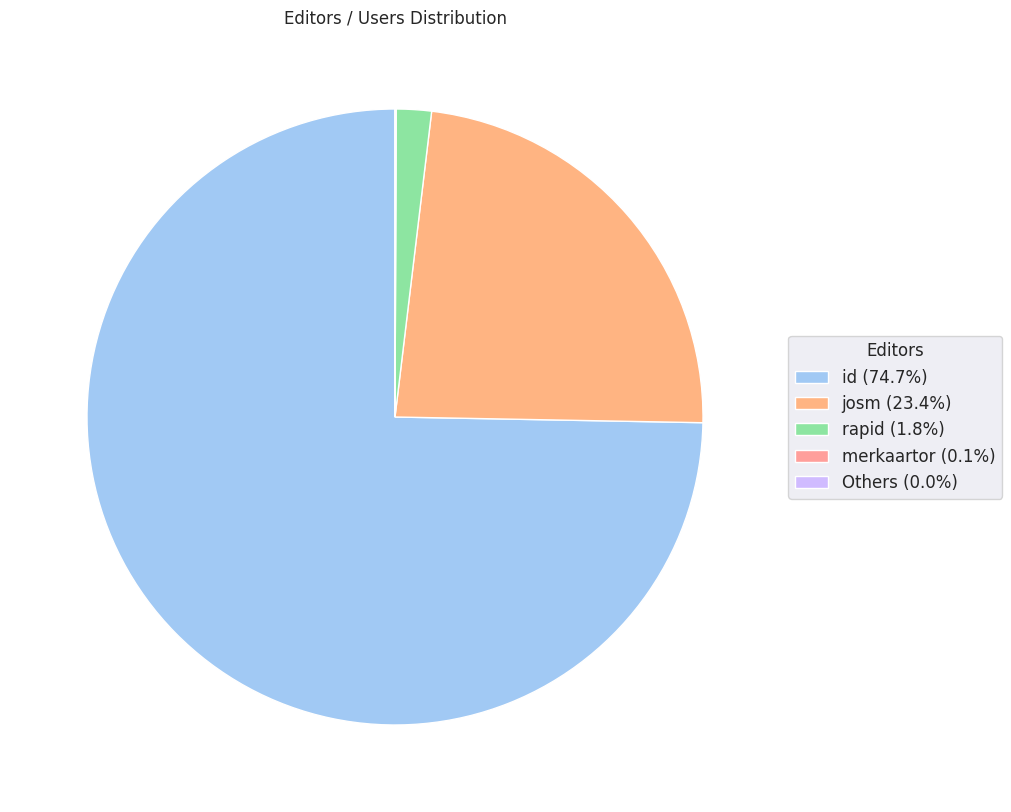 Editors / Users Distribution
Editors
id (74.7%)
josm (23.4%)
rapid (1.8%)
merkaartor (0.1%)
Others (0.0%)